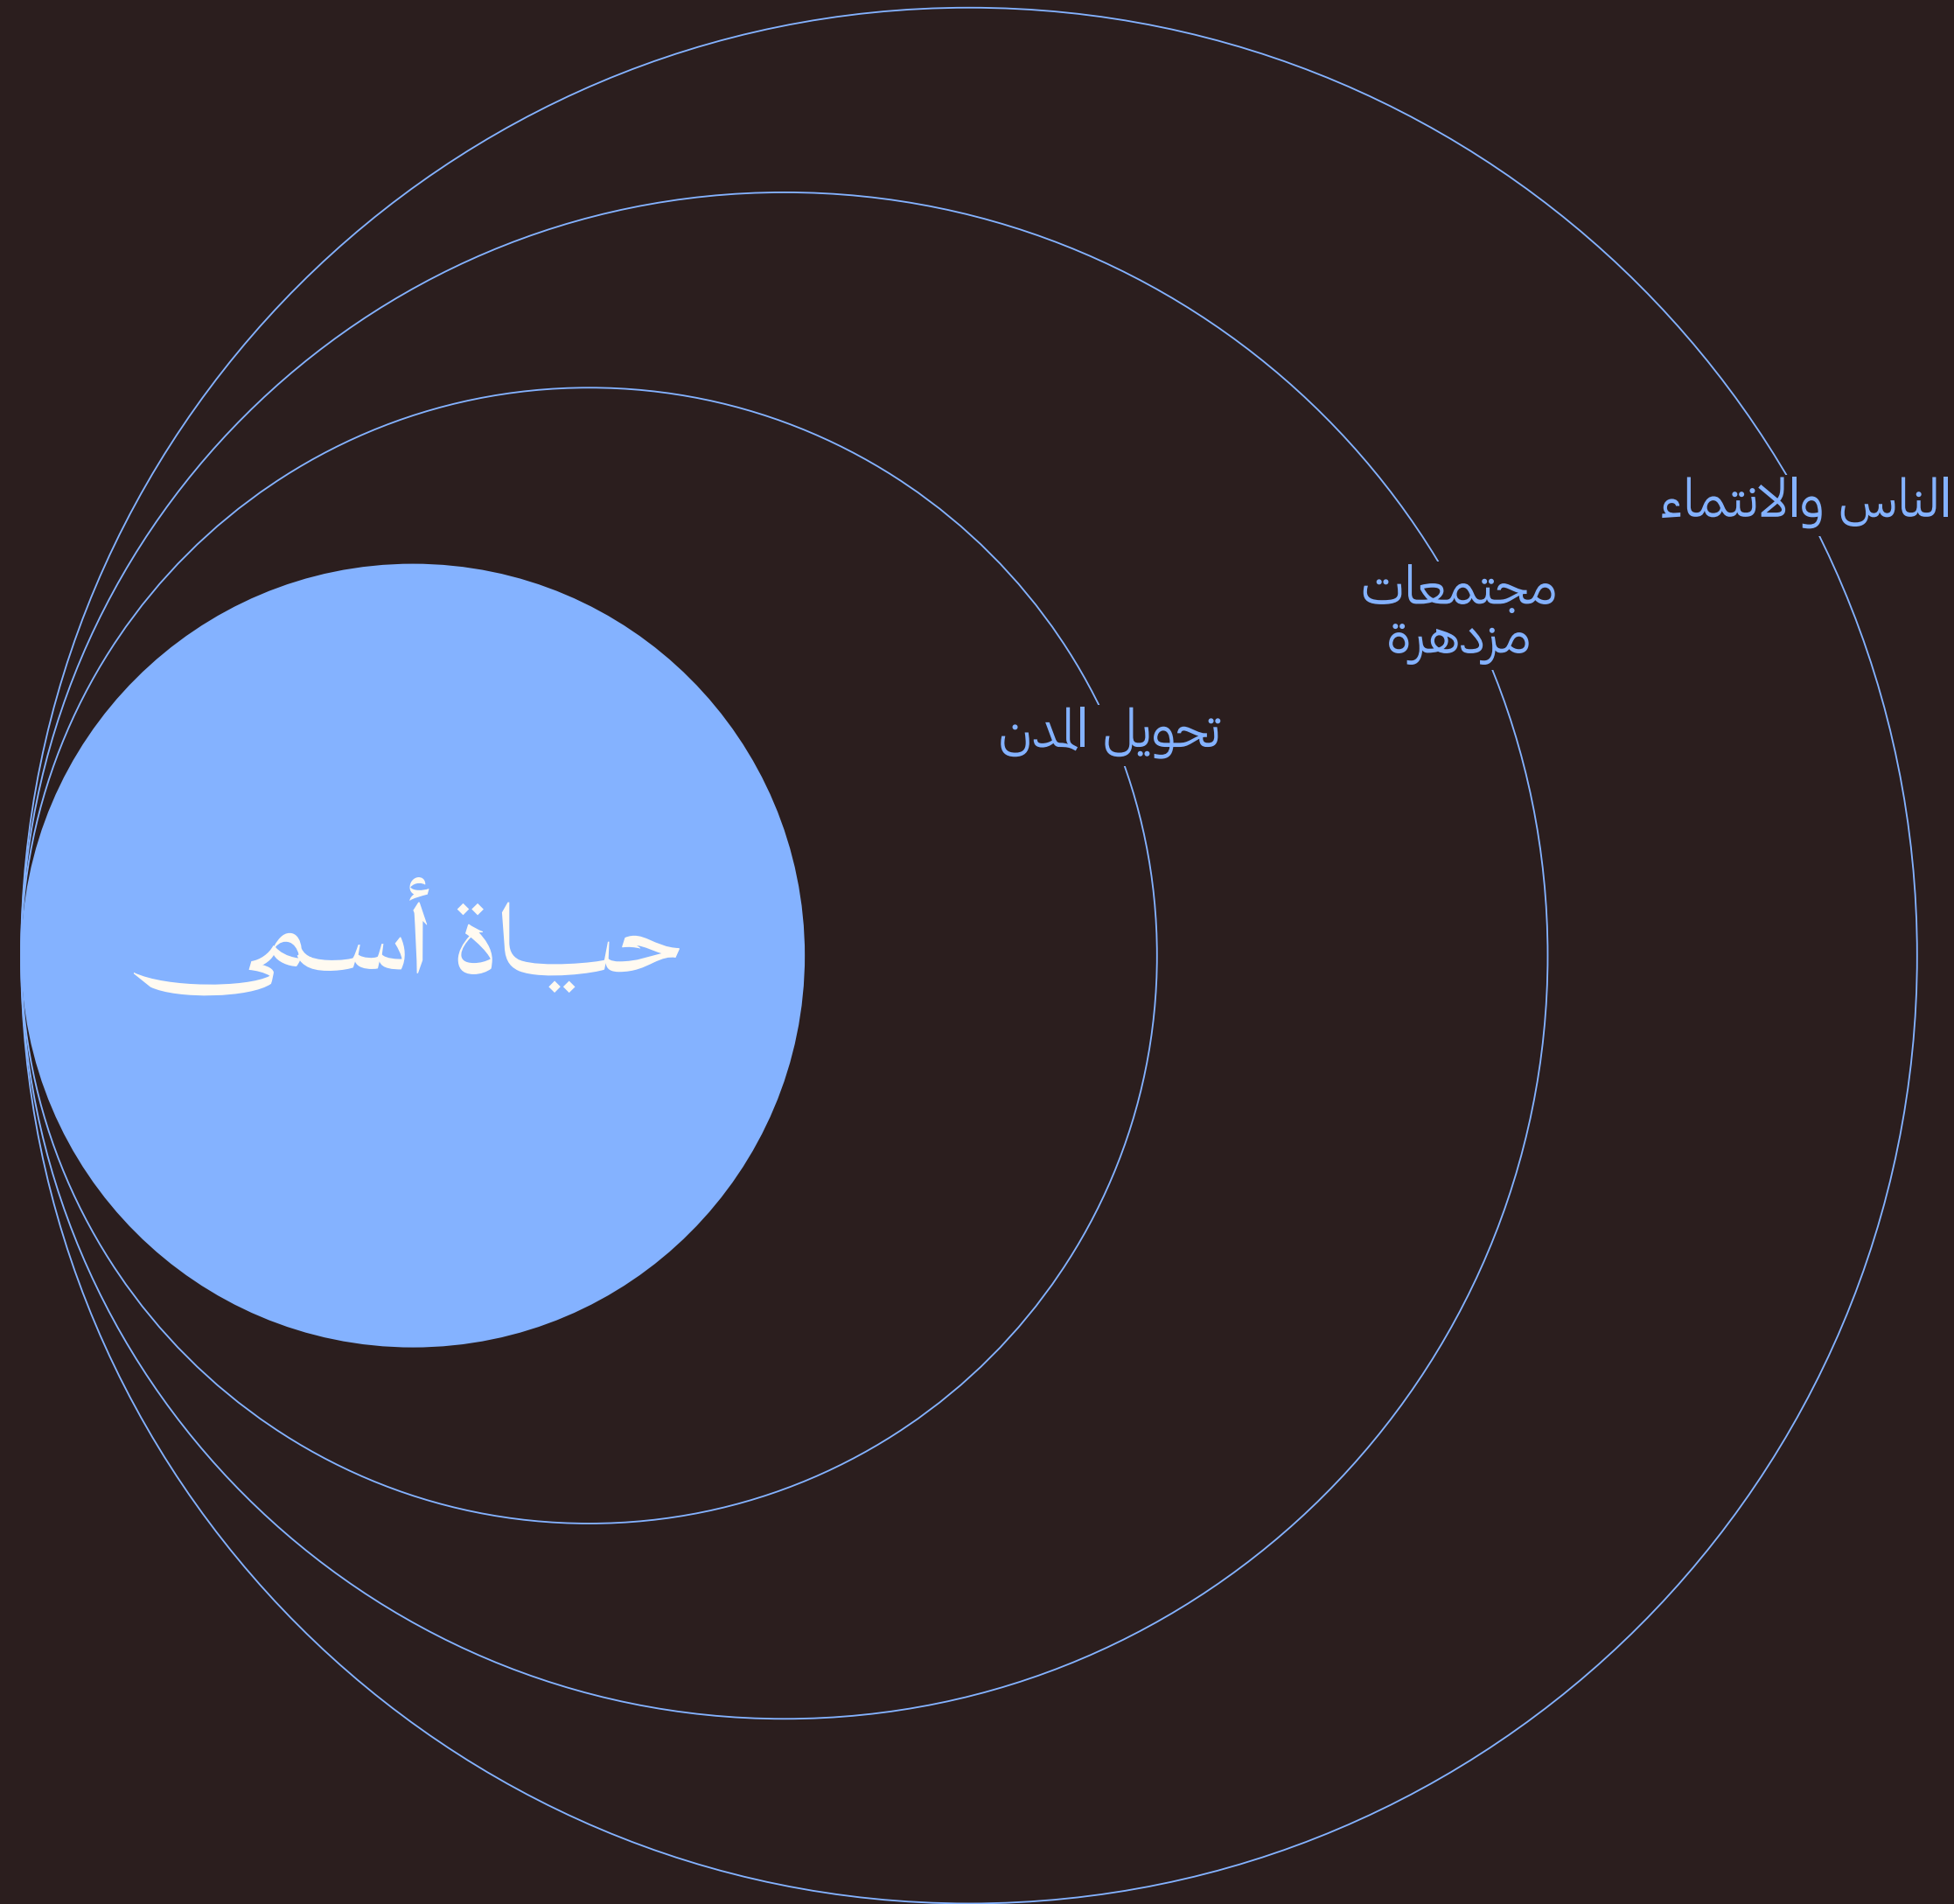 الناس والانتماء
مجتمعات
مزدهرة
تحويل المدن
حياة أسمى